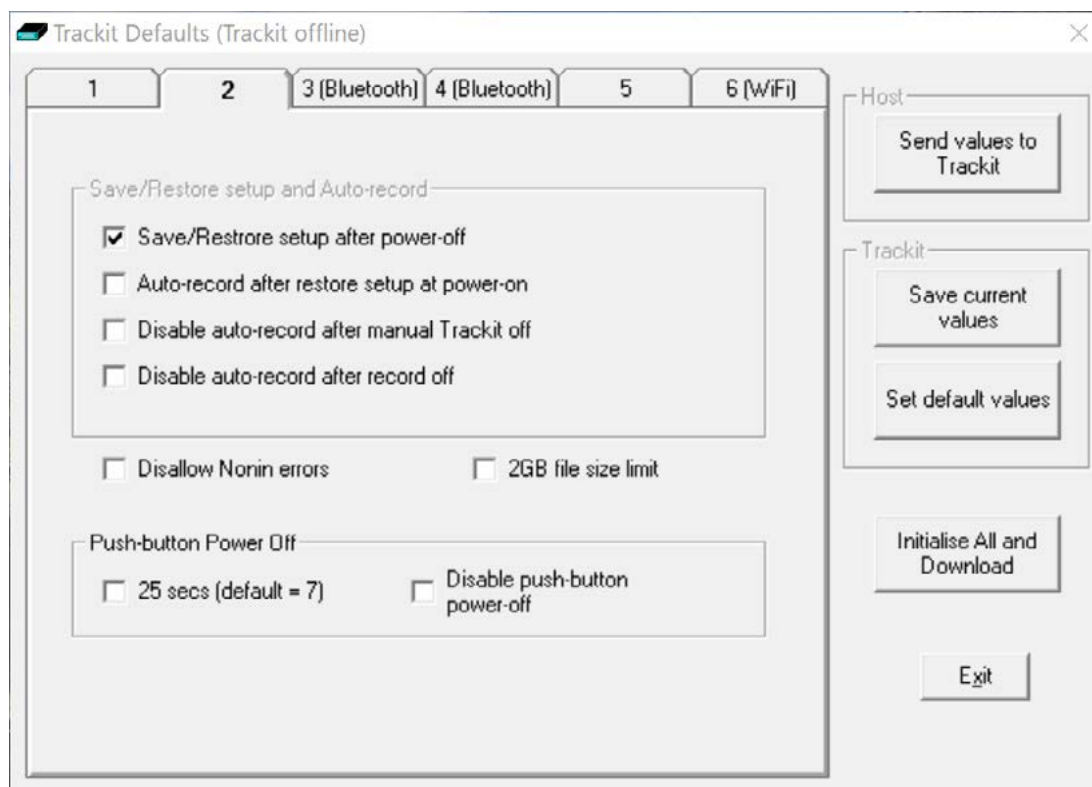 Trackit Defaults (Trackit offline)
1
2
3 (Bluetooth)
4 (Bluetooth)
5
6 (WiFi)
Save/Restore setup and Auto-record
Save/Restrore setup after power-off
Auto-record after restore setup at power-on
Disable auto-record after manual Trackit off
Disable auto-record after record off
Disallow Nonin errors
2GB file size limit
Push-button Power Off
25 secs (default = 7)
Disable push-button
power-off
Host
Send values to
Trackit
Trackit
Save current
values
Set default values
Initialise All and
Download
Exit